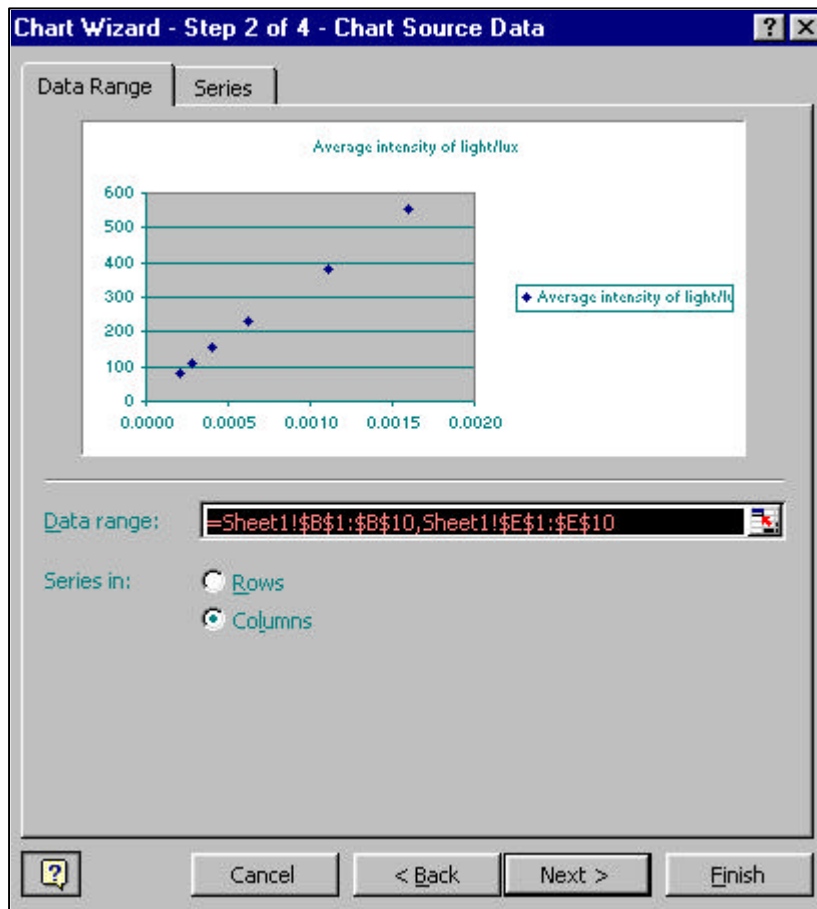 Chart Wizard - Step 2 of 4 - Chart Source Data
Data Range
Series
Average intensity of light/lux
600
500
400
300
200
100
0
0.0000 0.0005 0.0010 0.0015 0.0020
Average intensity of light/lu
Data range: =Sheet1!$B$1:$B$10,Sheet1!$E$1:$E$10
Series in: Rows
Columns
? Cancel < Back Next > Finish